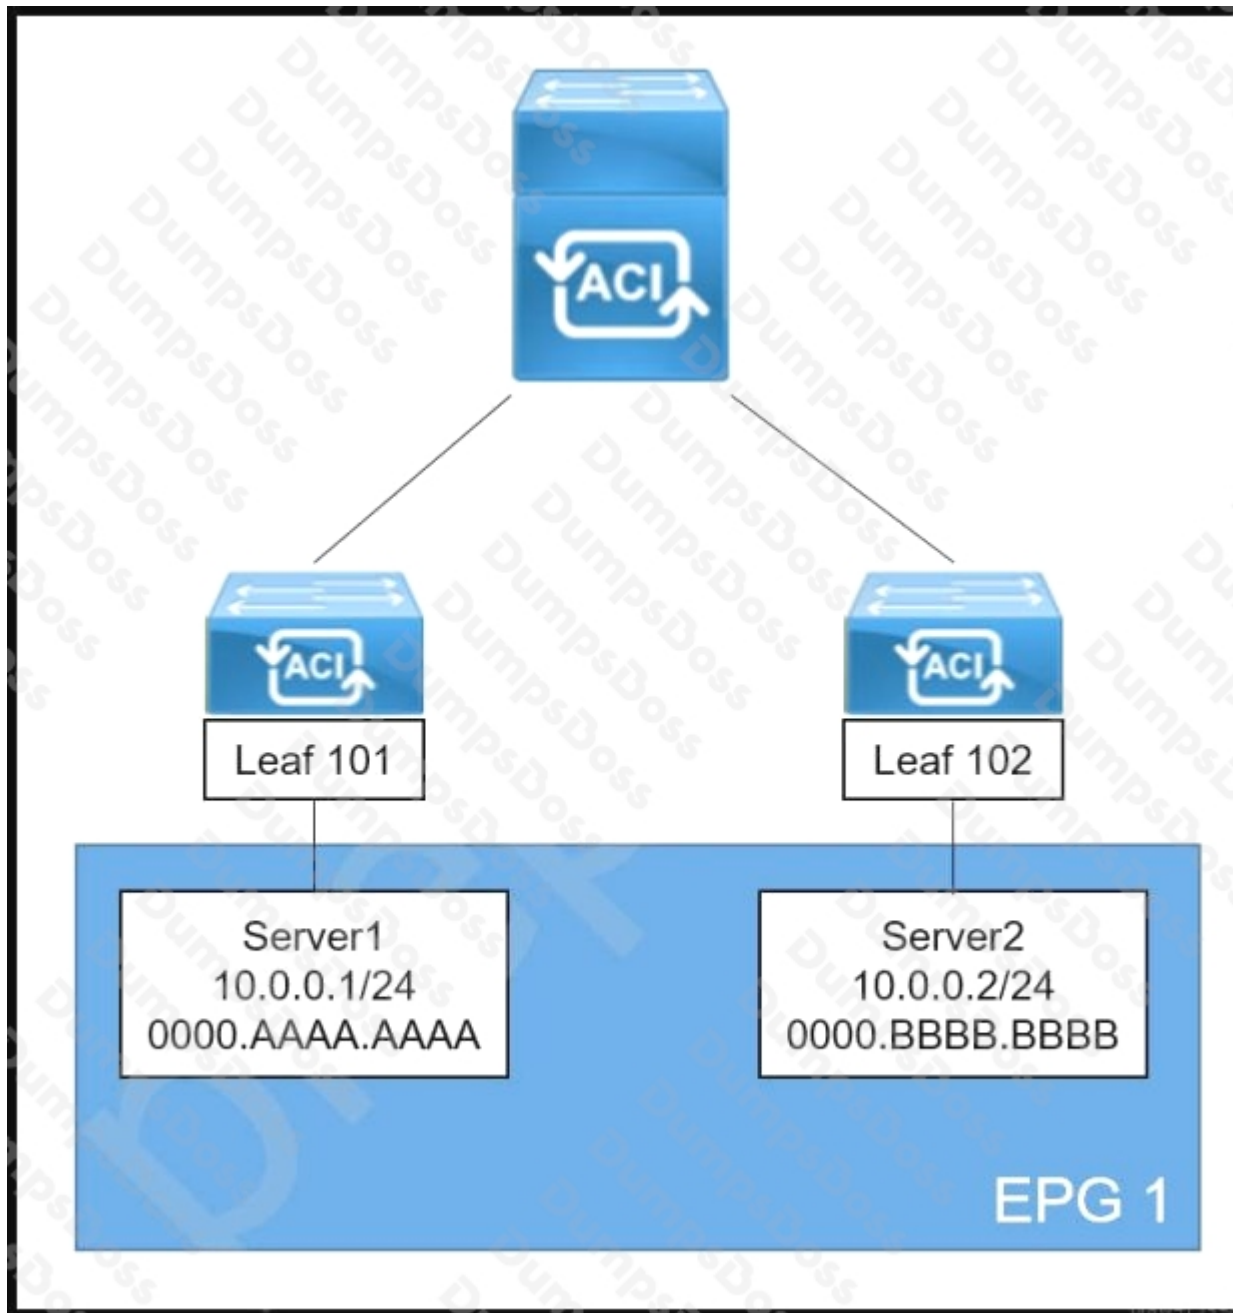 ACI
ACI
ACI
Leaf 101
Leaf 102
Server1
10.0.0.1/24
0000.AAAA.AAAA
Server2
10.0.0.2/24
0000.BBBB.BBBB
EPG 1
DumpsDoss